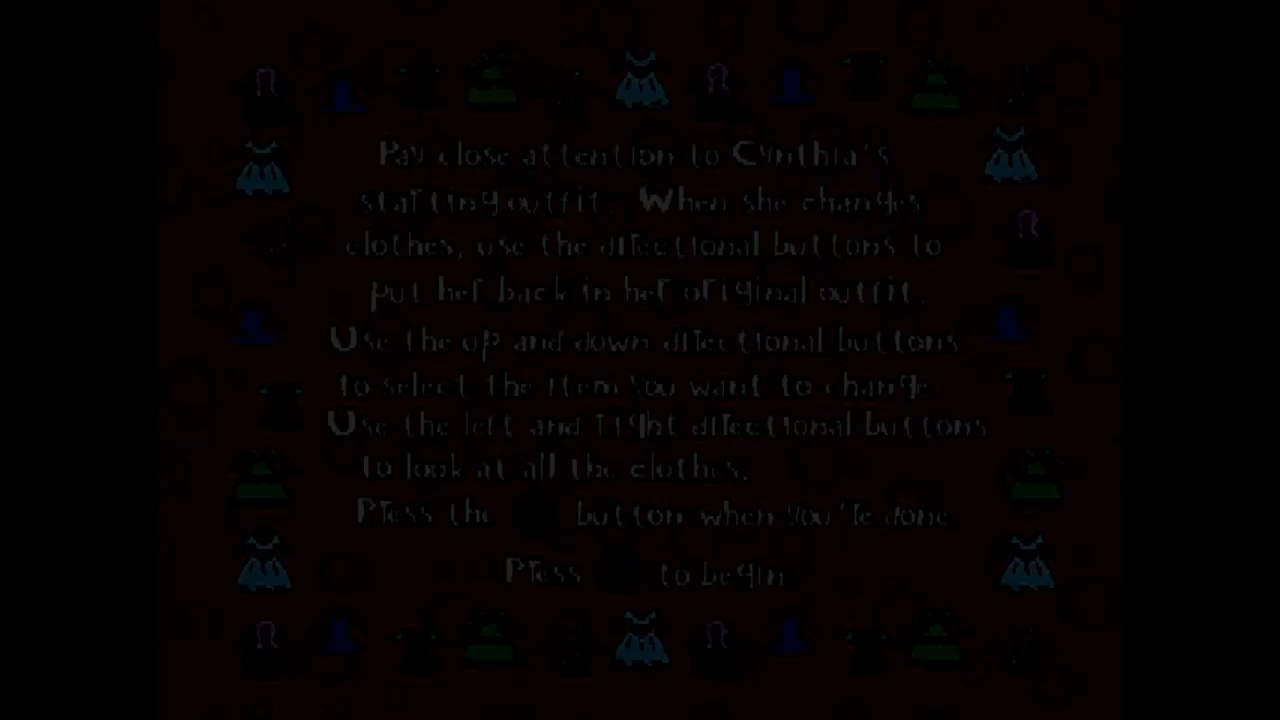 Pay close attention to Cynthia's
starting outfit. When she changes
clothes, use the directional buttons to
put her back in her original outfit.
Use the up and down directional buttons
to select the item you want to change.
Use the left and right directional buttons
to look at all the clothes.
Press the button when you're done
Press to begin